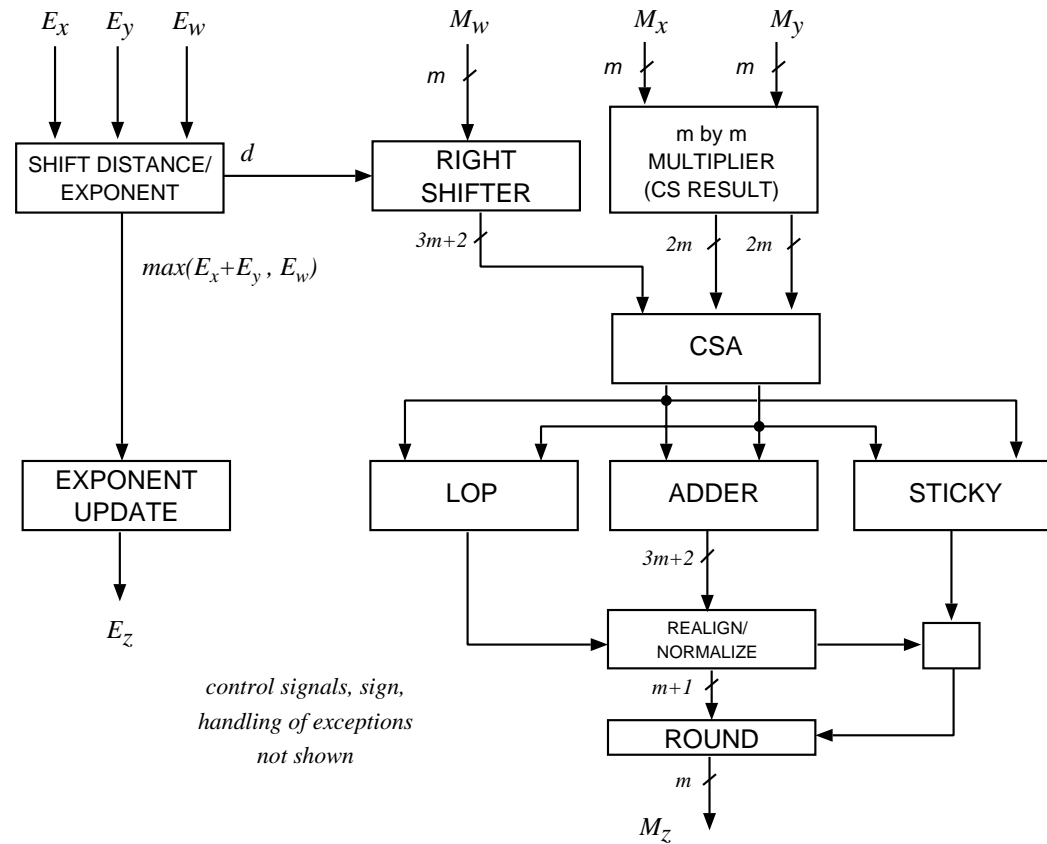 E_x E_y E_w M_w M_x M_y
m m m
SHIFT DISTANCE/
EXPONENT
d
RIGHT
SHIFTER
m by m
MULTIPLIER
(CS RESULT)
3m+2 2m 2m
max(E_x+E_y , E_w)
CSA
EXPONENT
UPDATE
LOP
ADDER
STICKY
3m+2
E_z
REALIGN/
NORMALIZE
m+1
control signals, sign,
handling of exceptions
not shown
ROUND
m
M_z